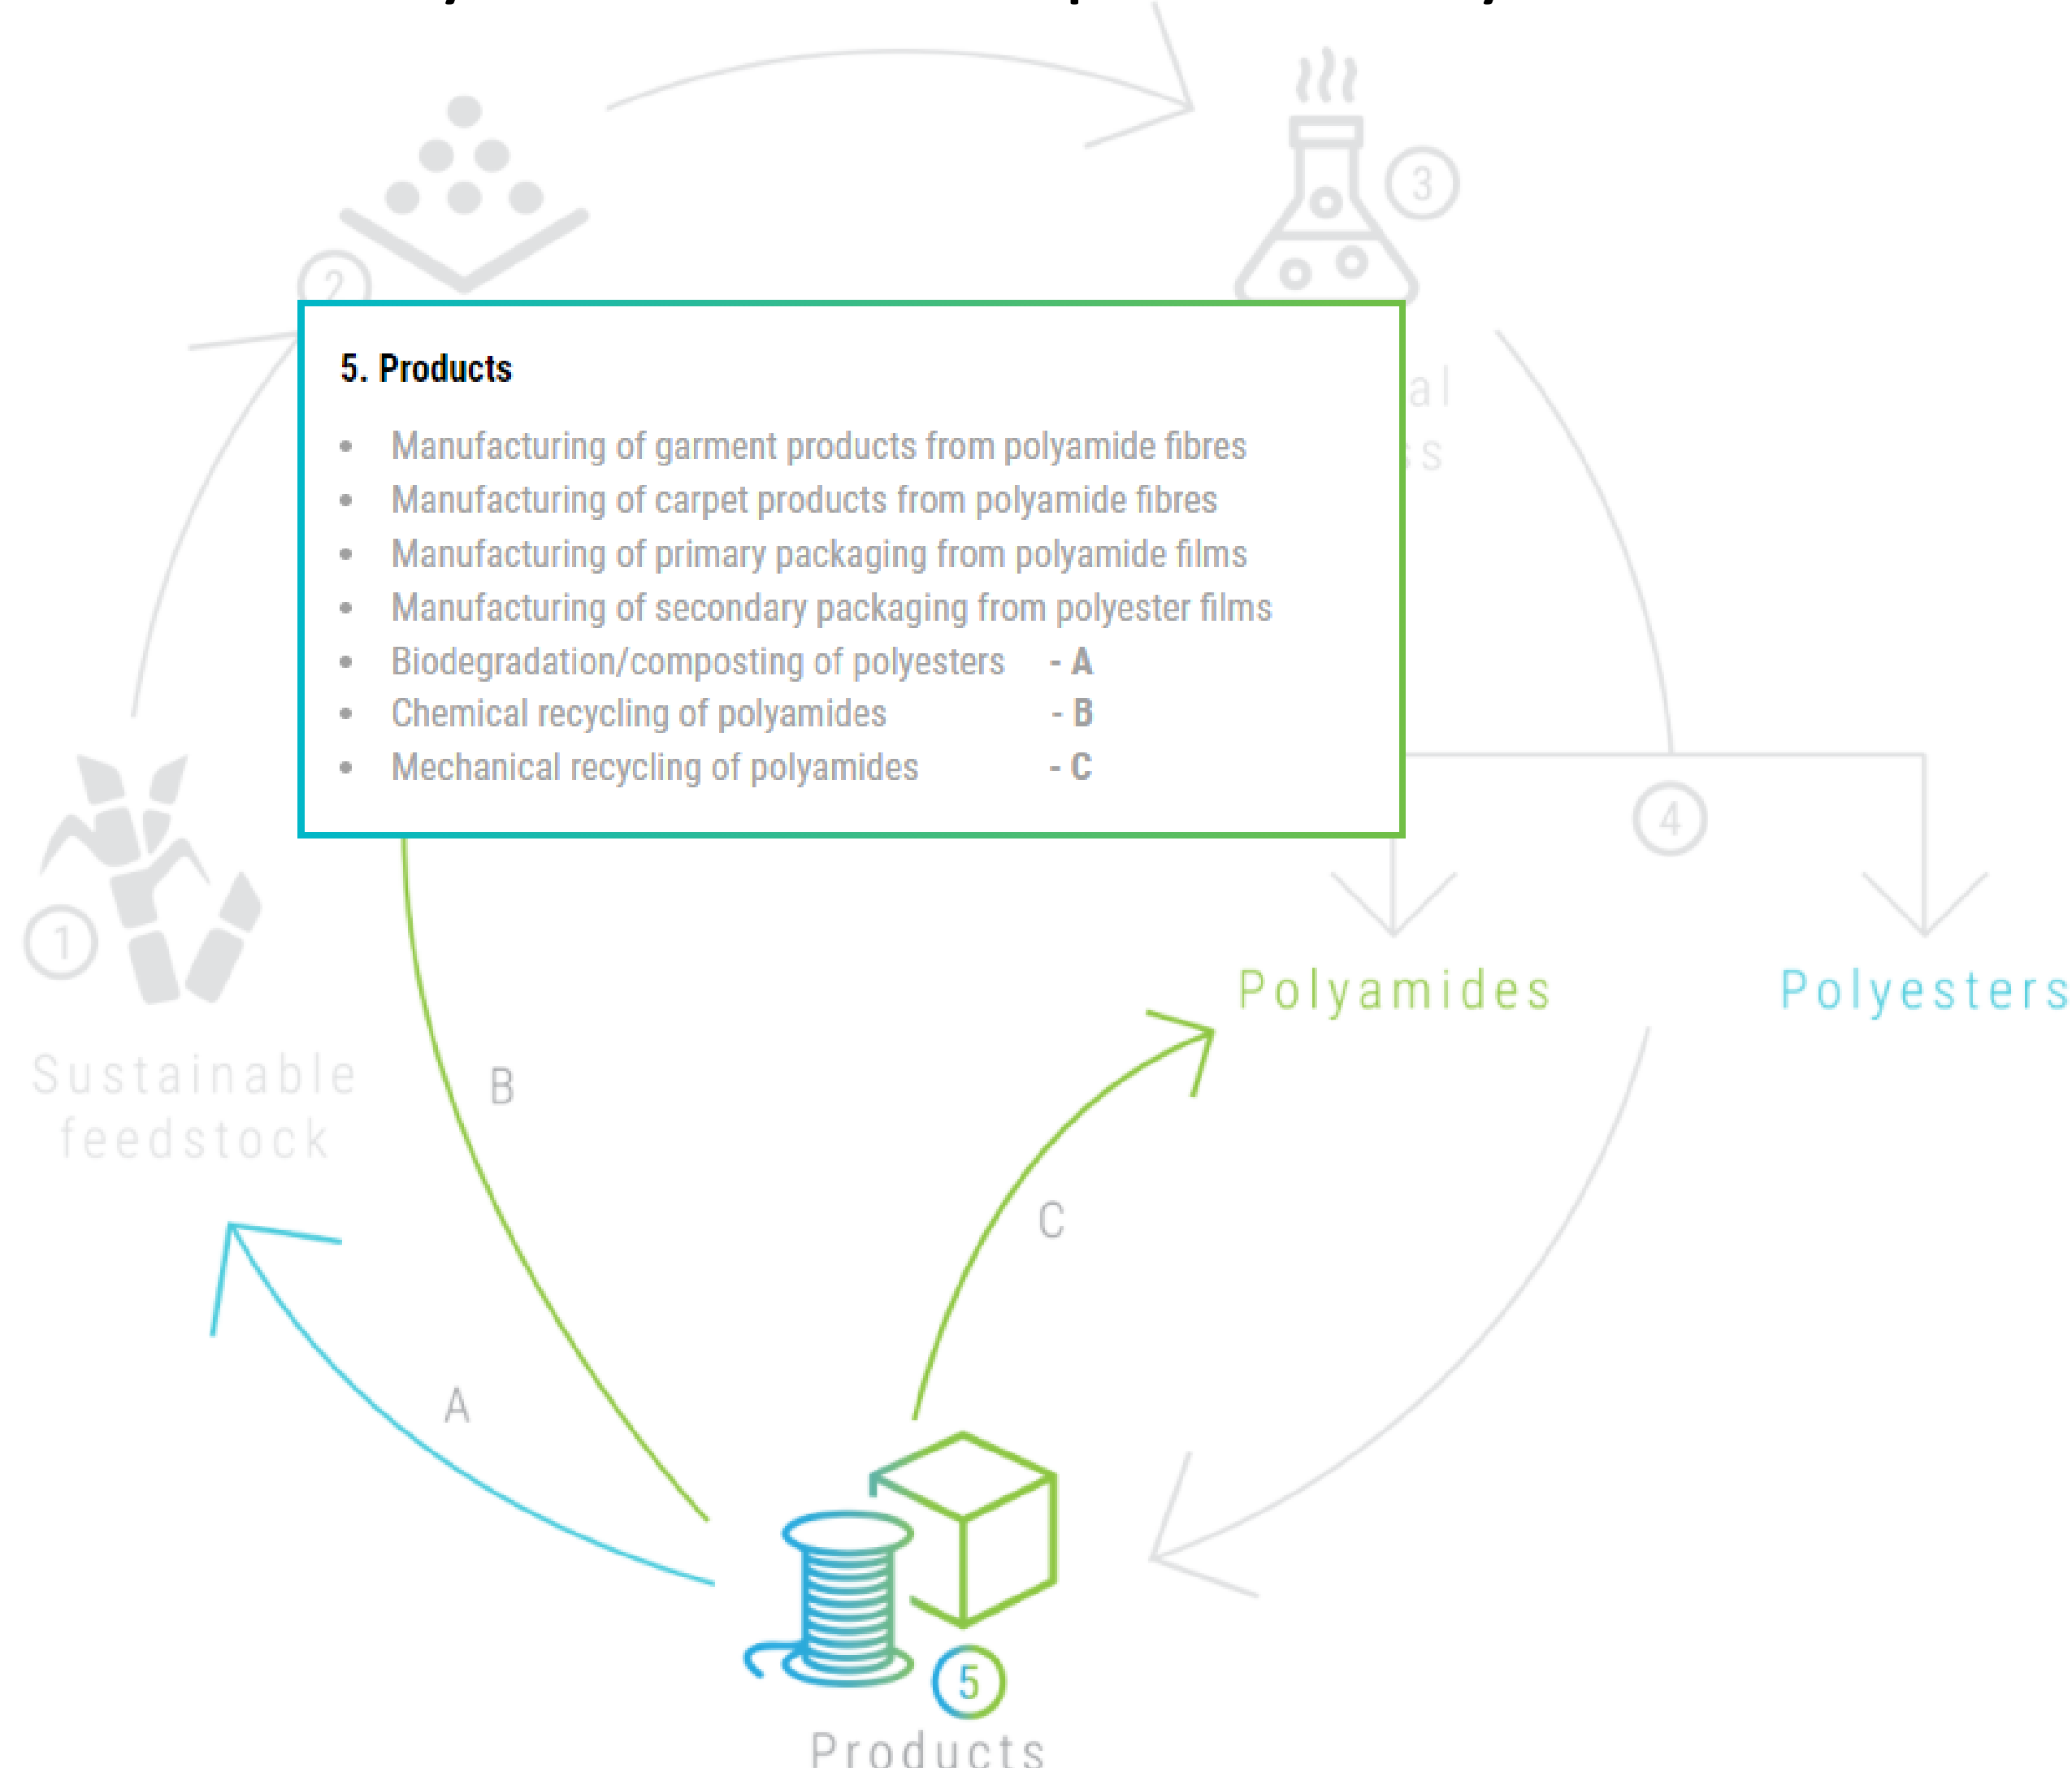 3
2
5. Products
• Manufacturing of garment products from polyamide fibres
• Manufacturing of carpet products from polyamide fibres
• Manufacturing of primary packaging from polyamide films
• Manufacturing of secondary packaging from polyester films
• Biodegradation/composting of polyesters - A
• Chemical recycling of polyamides - B
• Mechanical recycling of polyamides - C
4
1
Polyamides
Polyesters
Sustainable
feedstock
B
C
A
5
Products